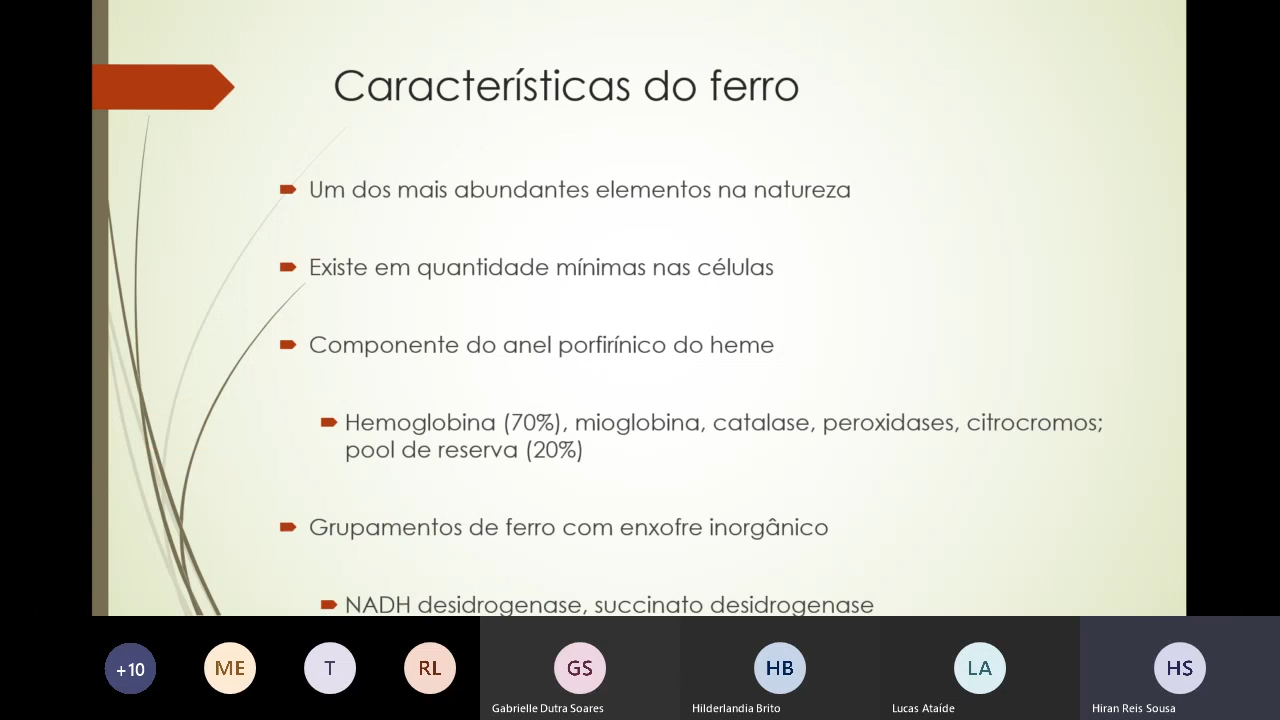 Características do ferro
Um dos mais abundantes elementos na natureza
Existe em quantidade mínimas nas células
Componente do anel porfirínico do heme
Hemoglobina (70%), mioglobina, catalase, peroxidases, citrocromos;
pool de reserva (20%)
Grupamentos de ferro com enxofre inorgânico
NADH desidrogenase, succinato desidrogenase
+10
ME
T
RL
GS
HB
LA
HS
Gabrielle Dutra Soares
Hilderlandia Brito
Lucas Ataíde
Hiran Reis Sousa